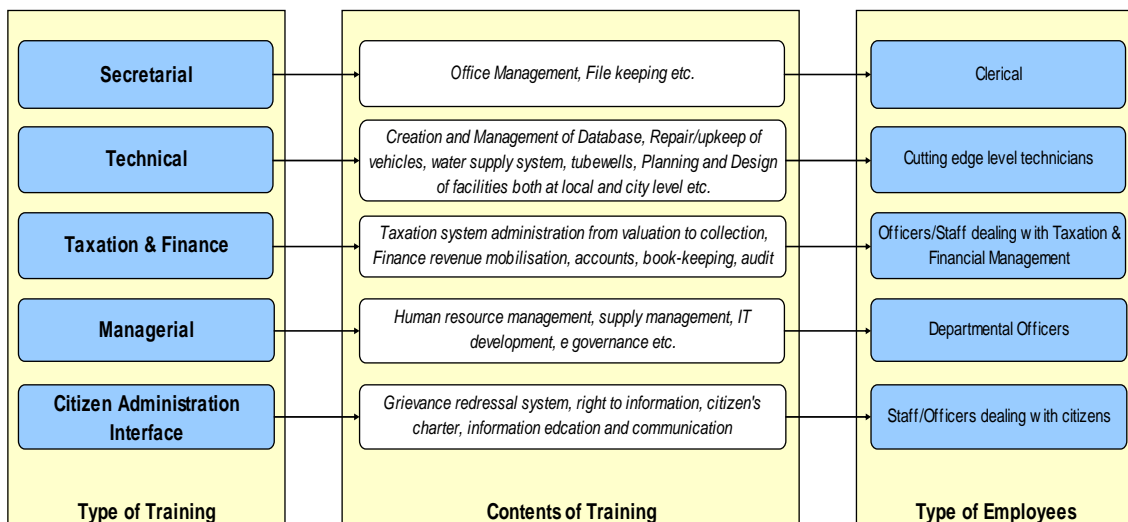 Secretarial
Office Management, File keeping etc.
Clerical
Technical
Creation and Management of Database, Repair/upkeep of
vehicles, water supply system, tubewells, Planning and Design
of facilities both at local and city level etc.
Cutting edge level technicians
Taxation & Finance
Taxation system administration from valuation to collection,
Finance revenue mobilisation, accounts, book-keeping, audit
Officers/Staff dealing with Taxation &
Financial Management
Managerial
Human resource management, supply management, IT
development, e governance etc.
Departmental Officers
Citizen Administration
Interface
Grievance redressal system, right to information, citizen's
charter, information edcation and communication
Staff/Officers dealing with citizens
Type of Training
Contents of Training
Type of Employees